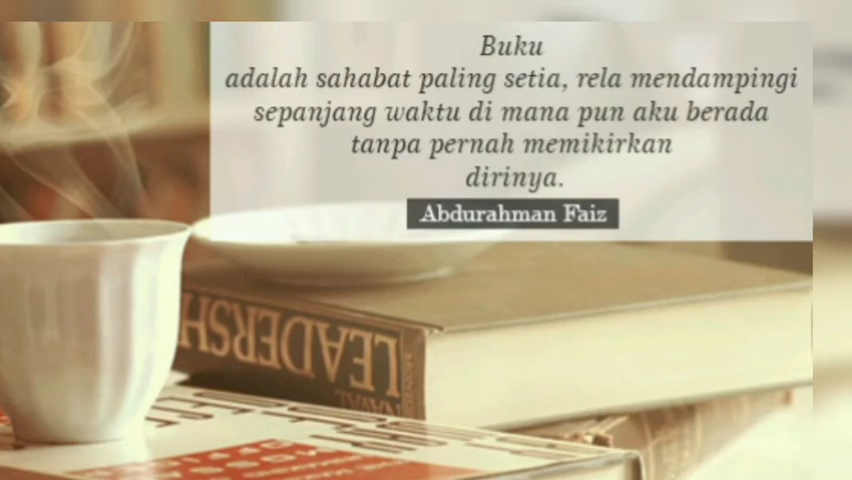 Buku
adalah sahabat paling setia, rela mendampingi
sepanjang waktu di mana pun aku berada
tanpa pernah memikirkan
dirinya.
Abdurahman Faiz
LEADERSH
NAVAL